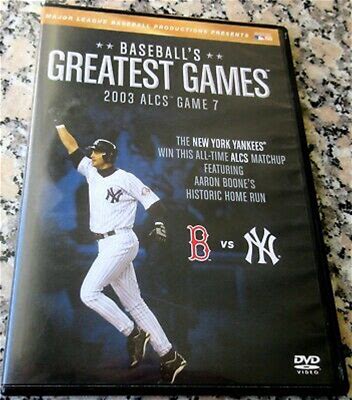 MAJOR LEAGUE BASEBALL PRODUCTIONS PRESENTS
BASEBALL'S
GREATEST GAMES
2003 ALCS GAME 7
THE NEW YORK YANKEES'
WIN THIS ALL-TIME ALCS MATCHUP
FEATURING
AARON BOONE'S
HISTORIC HOME RUN
B VS NY
DVD
VIDEO